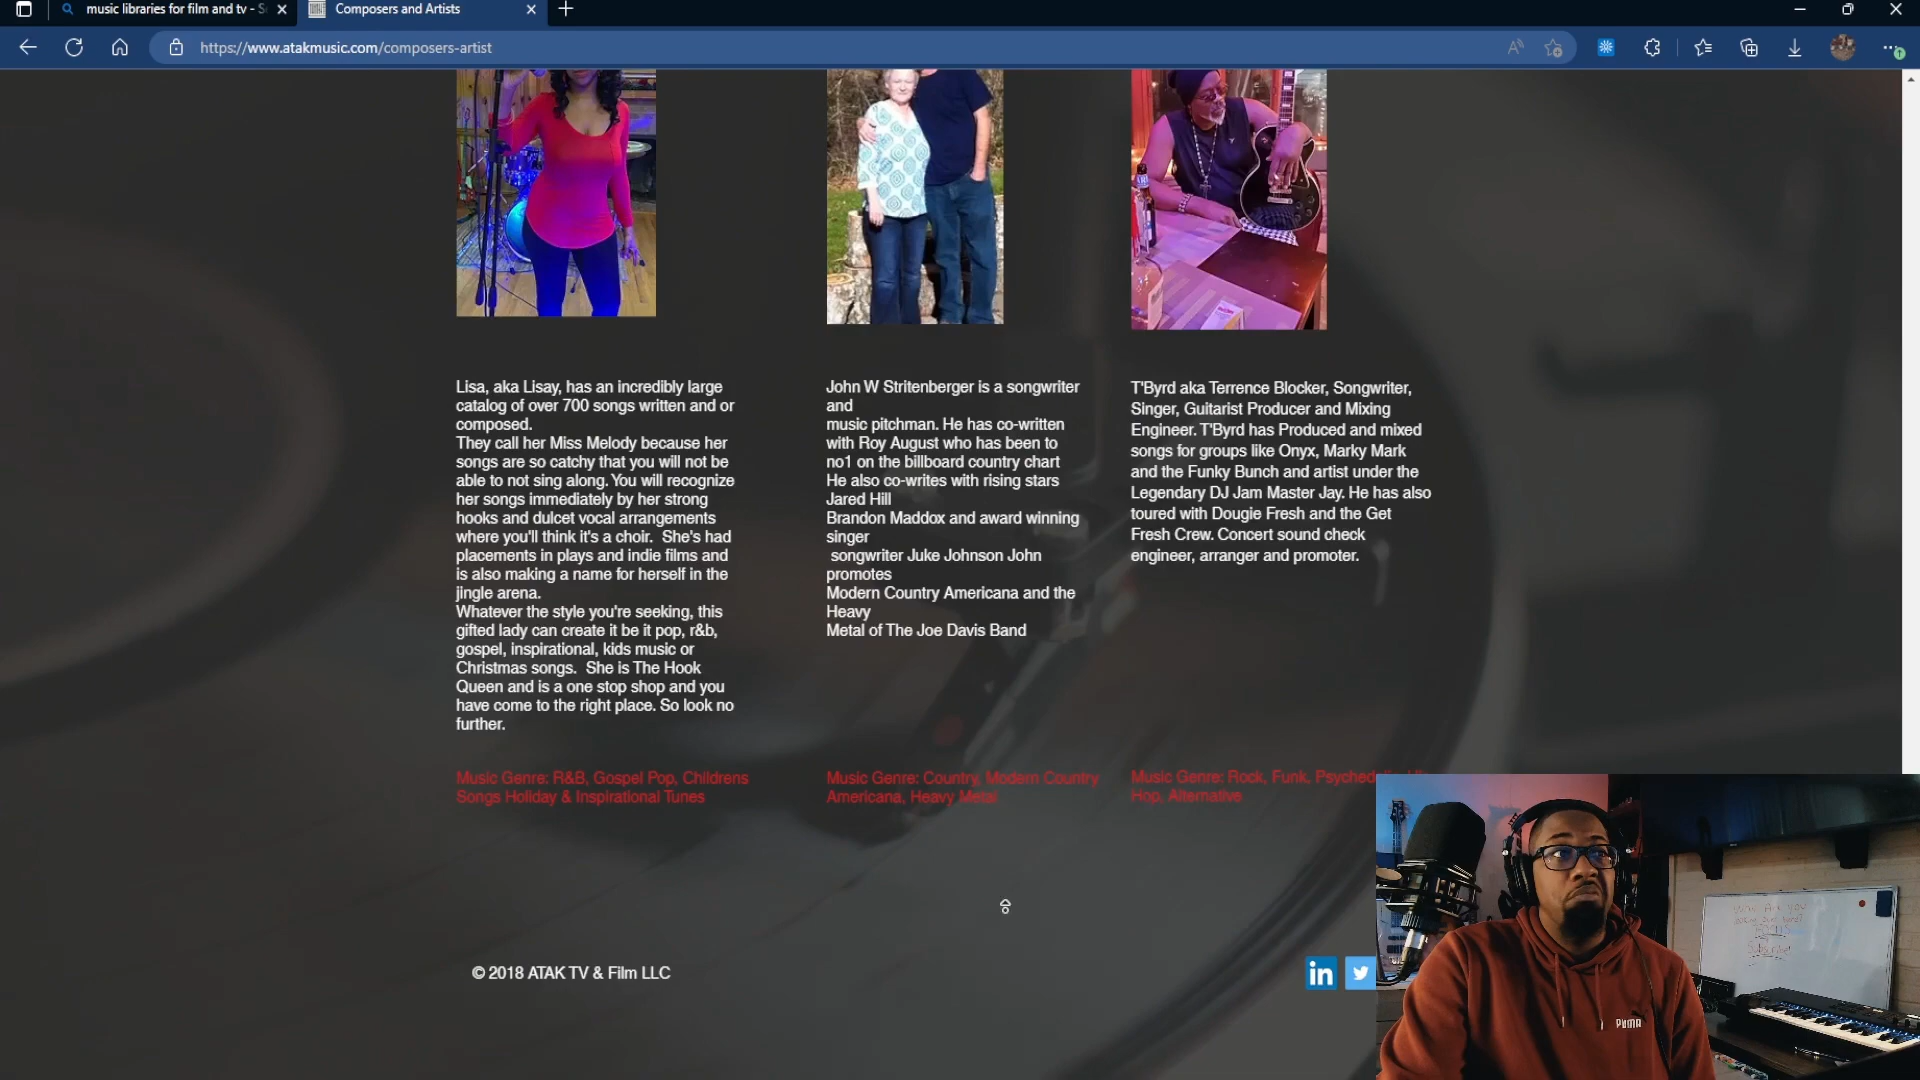 music libraries for film and tv - S
Composers and Artists
https://www.atakmusic.com/composers-artist
Lisa, aka Lisay, has an incredibly large
catalog of over 700 songs written and or
composed.
They call her Miss Melody because her
songs are so catchy that you will not be
able to not sing along. You will recognize
her songs immediately by her strong
hooks and dulcet vocal arrangements
where you'll think it's a choir. She's had
placements in plays and indie films and
is also making a name for herself in the
jingle arena.
Whatever the style you're seeking, this
gifted lady can create it be it pop, r&b,
gospel, inspirational, kids music or
Christmas songs. She is The Hook
Queen and is a one stop shop and you
have come to the right place. So look no
further.
Music Genre: R&B, Gospel Pop, Childrens
Songs Holiday & Inspirational Tunes
John W Stritenberger is a songwriter
and
music pitchman. He has co-written
with Roy August who has been to
no1 on the billboard country chart
He also co-writes with rising stars
Jared Hill
Brandon Maddox and award winning
singer
songwriter Juke Johnson John
promotes
Modern Country Americana and the
Heavy
Metal of The Joe Davis Band
Music Genre: Country, Modern Country
Americana, Heavy Metal
T'Byrd aka Terrence Blocker, Songwriter,
Singer, Guitarist Producer and Mixing
Engineer. T'Byrd has Produced and mixed
songs for groups like Onyx, Marky Mark
and the Funky Bunch and artist under the
Legendary DJ Jam Master Jay. He has also
toured with Dougie Fresh and the Get
Fresh Crew. Concert sound check
engineer, arranger and promoter.
Music Genre: Rock, Funk,
Hop, Alternative
© 2018 ATAK TV & Film LLC
in
PUMA